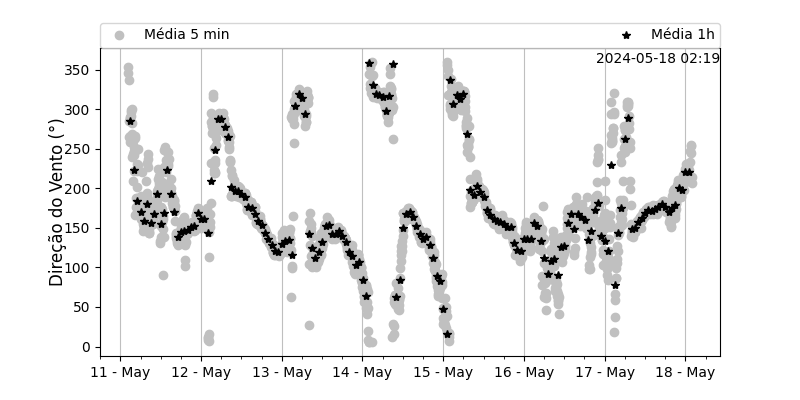 Média 5 min
Média 1h
2024-05-18 02:19
Direção do Vento (°)
350
300
250
200
150
100
50
0
11 - May
12 - May
13 - May
14 - May
15 - May
16 - May
17 - May
18 - May